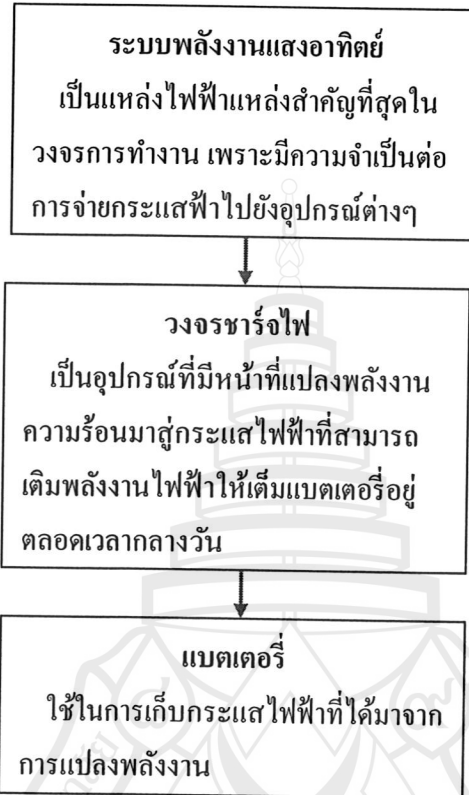 ระบบพลังงานแสงอาทิตย์
เป็นแหล่งไฟฟ้าแหล่งสำคัญที่สุดใน
วงจรการทำงาน เพราะมีความจำเป็นต่อ
การจ่ายกระแสฟ้าไปยังอุปกรณ์ต่างๆ
วงจรชาร์จไฟ
เป็นอุปกรณ์ที่มีหน้าที่แปลงพลังงาน
ความร้อนมาสู่กระแสไฟฟ้าที่สามารถ
เติมพลังงานไฟฟ้าให้เต็มแบตเตอรี่อยู่
ตลอดเวลากลางวัน
แบตเตอรี่
ใช้ในการเก็บกระแสไฟฟ้าที่ได้มาจาก
การแปลงพลังงาน